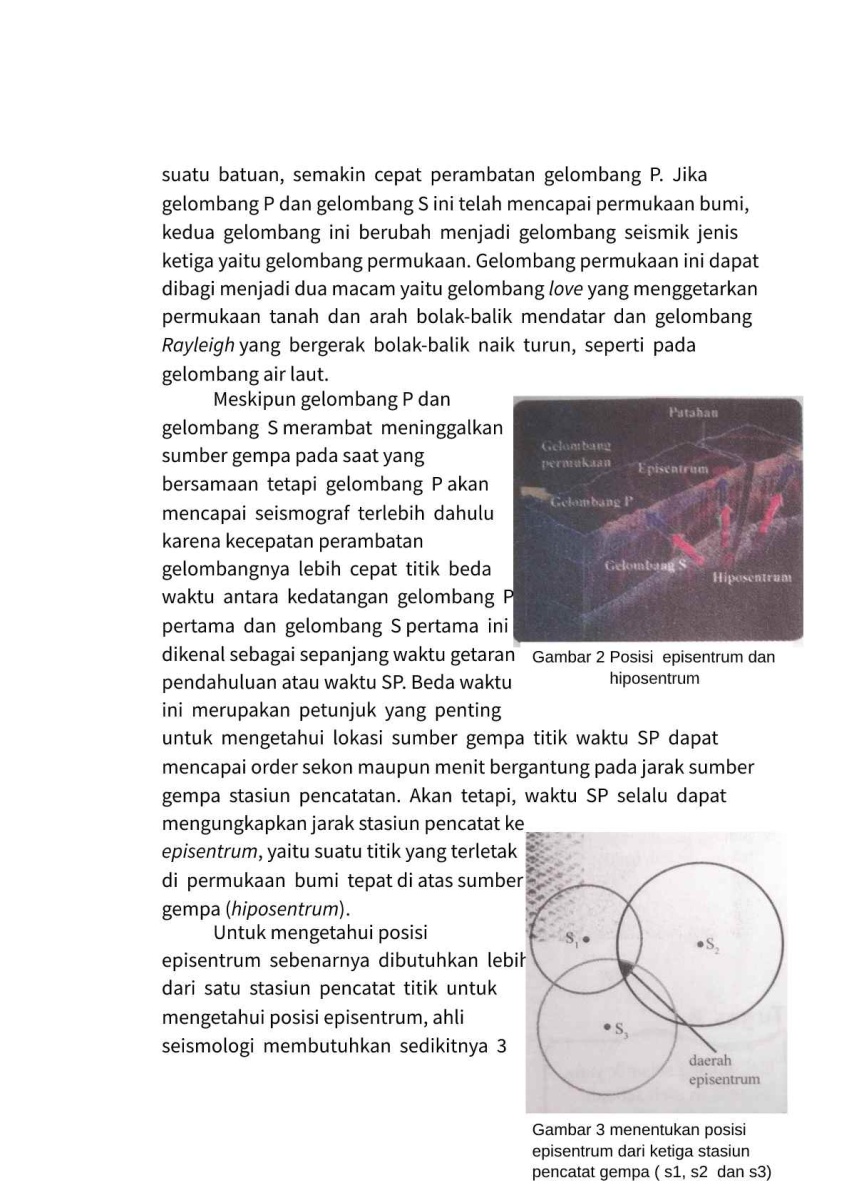 suatu batuan, semakin cepat perambatan gelombang P. Jika
gelombang P dan gelombang S ini telah mencapai permukaan bumi,
kedua gelombang ini berubah menjadi gelombang seismik jenis
ketiga yaitu gelombang permukaan. Gelombang permukaan ini dapat
dibagi menjadi dua macam yaitu gelombang love yang menggetarkan
permukaan tanah dan arah bolak-balik mendatar dan gelombang
Rayleigh yang bergerak bolak-balik naik turun, seperti pada
gelombang air laut.
Meskipun gelombang P dan
gelombang S merambat meninggalkan
sumber gempa pada saat yang
bersamaan tetapi gelombang P akan
mencapai seismograf terlebih dahulu
karena kecepatan perambatan
gelombangnya lebih cepat titik beda
waktu antara kedatangan gelombang P
pertama dan gelombang S pertama ini
dikenal sebagai sepanjang waktu getaran
pendahuluan atau waktu SP. Beda waktu
ini merupakan petunjuk yang penting
untuk mengetahui lokasi sumber gempa titik waktu SP dapat
mencapai order sekon maupun menit bergantung pada jarak sumber
gempa stasiun pencatatan. Akan tetapi, waktu SP selalu dapat
mengungkapkan jarak stasiun pencatat ke
episentrum, yaitu suatu titik yang terletak
di permukaan bumi tepat di atas sumber
gempa (hiposentrum).
Untuk mengetahui posisi
episentrum sebenarnya dibutuhkan lebih
dari satu stasiun pencatat titik untuk
mengetahui posisi episentrum, ahli
seismologi membutuhkan sedikitnya 3
Patahan
Gelombang
permukaan
Episentrum
Gelombang P
Gelombang S
Hiposentrum
Gambar 2 Posisi episentrum dan
hiposentrum
S1
S2
S3
daerah
episentrum
Gambar 3 menentukan posisi
episentrum dari ketiga stasiun
pencatat gempa ( s1, s2 dan s3)